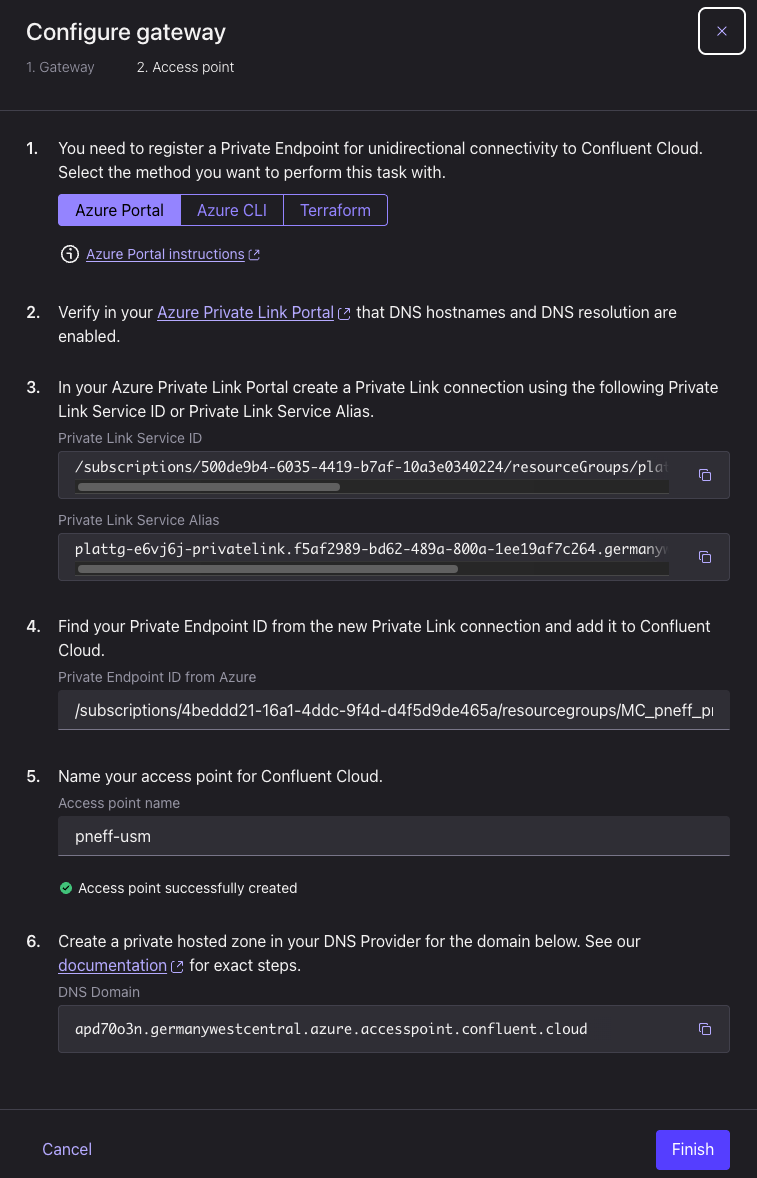 Configure gateway
1. Gateway
2. Access point
1. You need to register a Private Endpoint for unidirectional connectivity to Confluent Cloud.
Select the method you want to perform this task with.
Azure Portal
Azure CLI
Terraform
Azure Portal instructions
2. Verify in your Azure Private Link Portal that DNS hostnames and DNS resolution are
enabled.
3. In your Azure Private Link Portal create a Private Link connection using the following Private
Link Service ID or Private Link Service Alias.
Private Link Service ID
/subscriptions/500de9b4-6035-4419-b7af-10a3e0340224/resourceGroups/plat
Private Link Service Alias
plattg-e6vj6j-privatelink.f5af2989-bd62-489a-800a-1ee19af7c264.germanyw
4. Find your Private Endpoint ID from the new Private Link connection and add it to Confluent
Cloud.
Private Endpoint ID from Azure
/subscriptions/4beddd21-16a1-4ddc-9f4d-d4f5d9de465a/resourcegroups/MC_pneff_pr
5. Name your access point for Confluent Cloud.
Access point name
pneff-usm
Access point successfully created
6. Create a private hosted zone in your DNS Provider for the domain below. See our
documentation for exact steps.
DNS Domain
apd70o3n.germanywestcentral.azure.accesspoint.confluent.cloud
Cancel
Finish